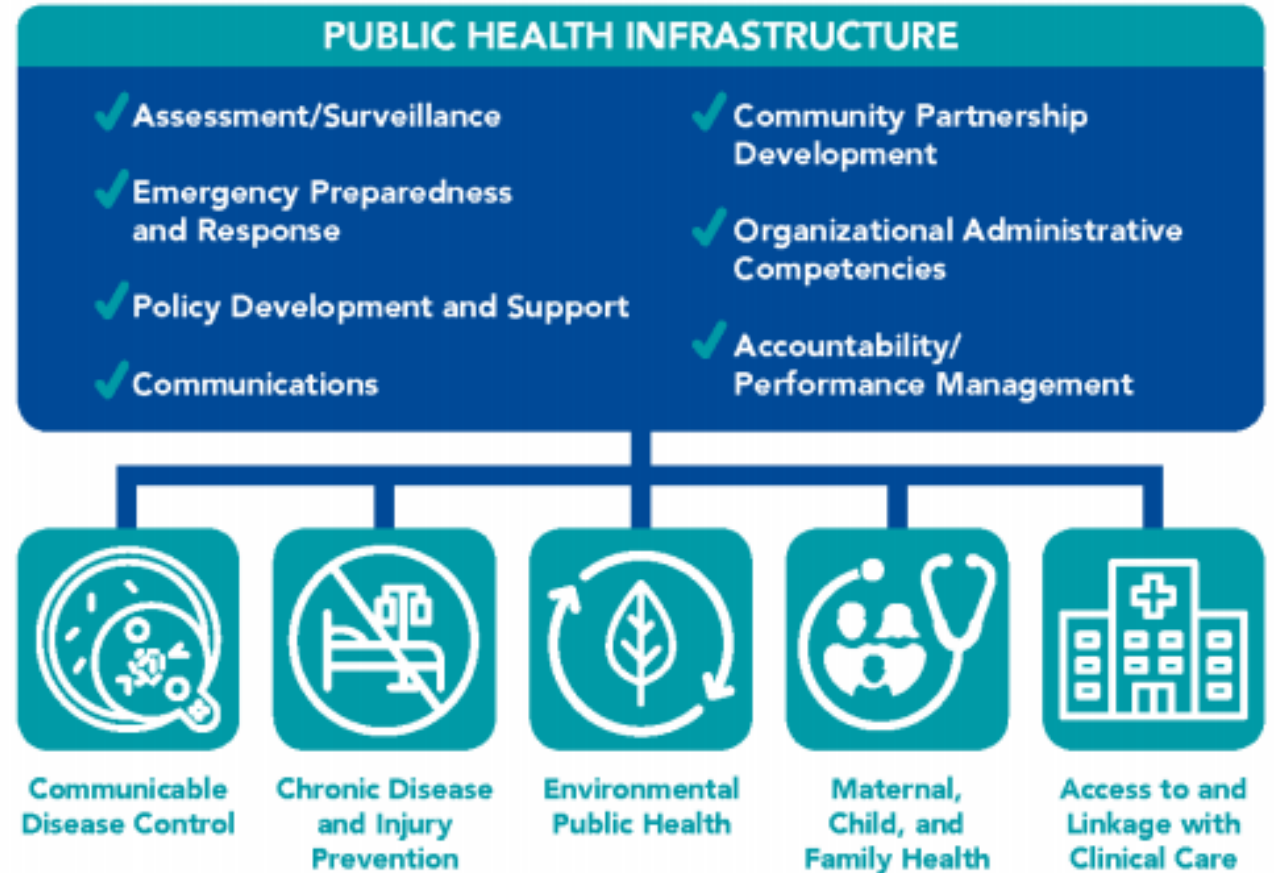 PUBLIC HEALTH INFRASTRUCTURE
Assessment/Surveillance
Emergency Preparedness
and Response
Policy Development and Support
Communications
Community Partnership
Development
Organizational Administrative
Competencies
Accountability/
Performance Management
Communicable
Disease Control
Chronic Disease
and Injury
Prevention
Environmental
Public Health
Maternal,
Child, and
Family Health
Access to and
Linkage with
Clinical Care